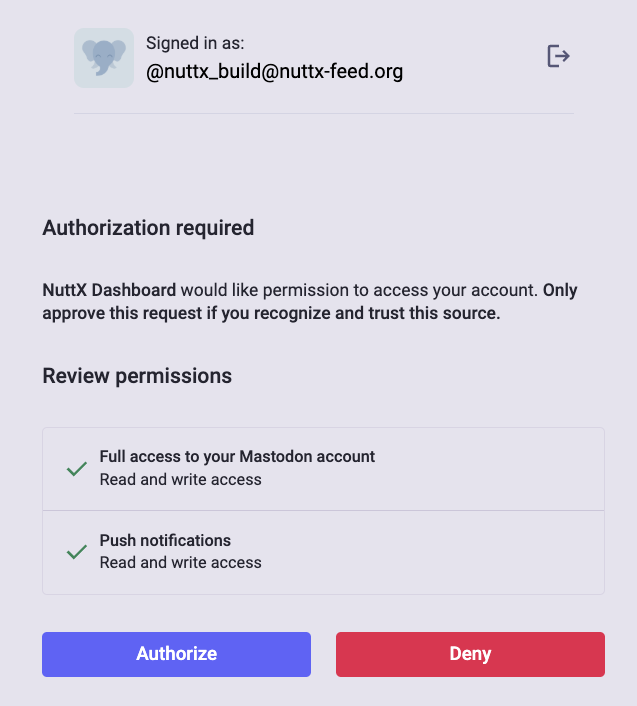 Signed in as:
@nuttx_build@nuttx-feed.org
Authorization required
NuttX Dashboard would like permission to access your account. Only
approve this request if you recognize and trust this source.
Review permissions
Full access to your Mastodon account
Read and write access
Push notifications
Read and write access
Authorize
Deny